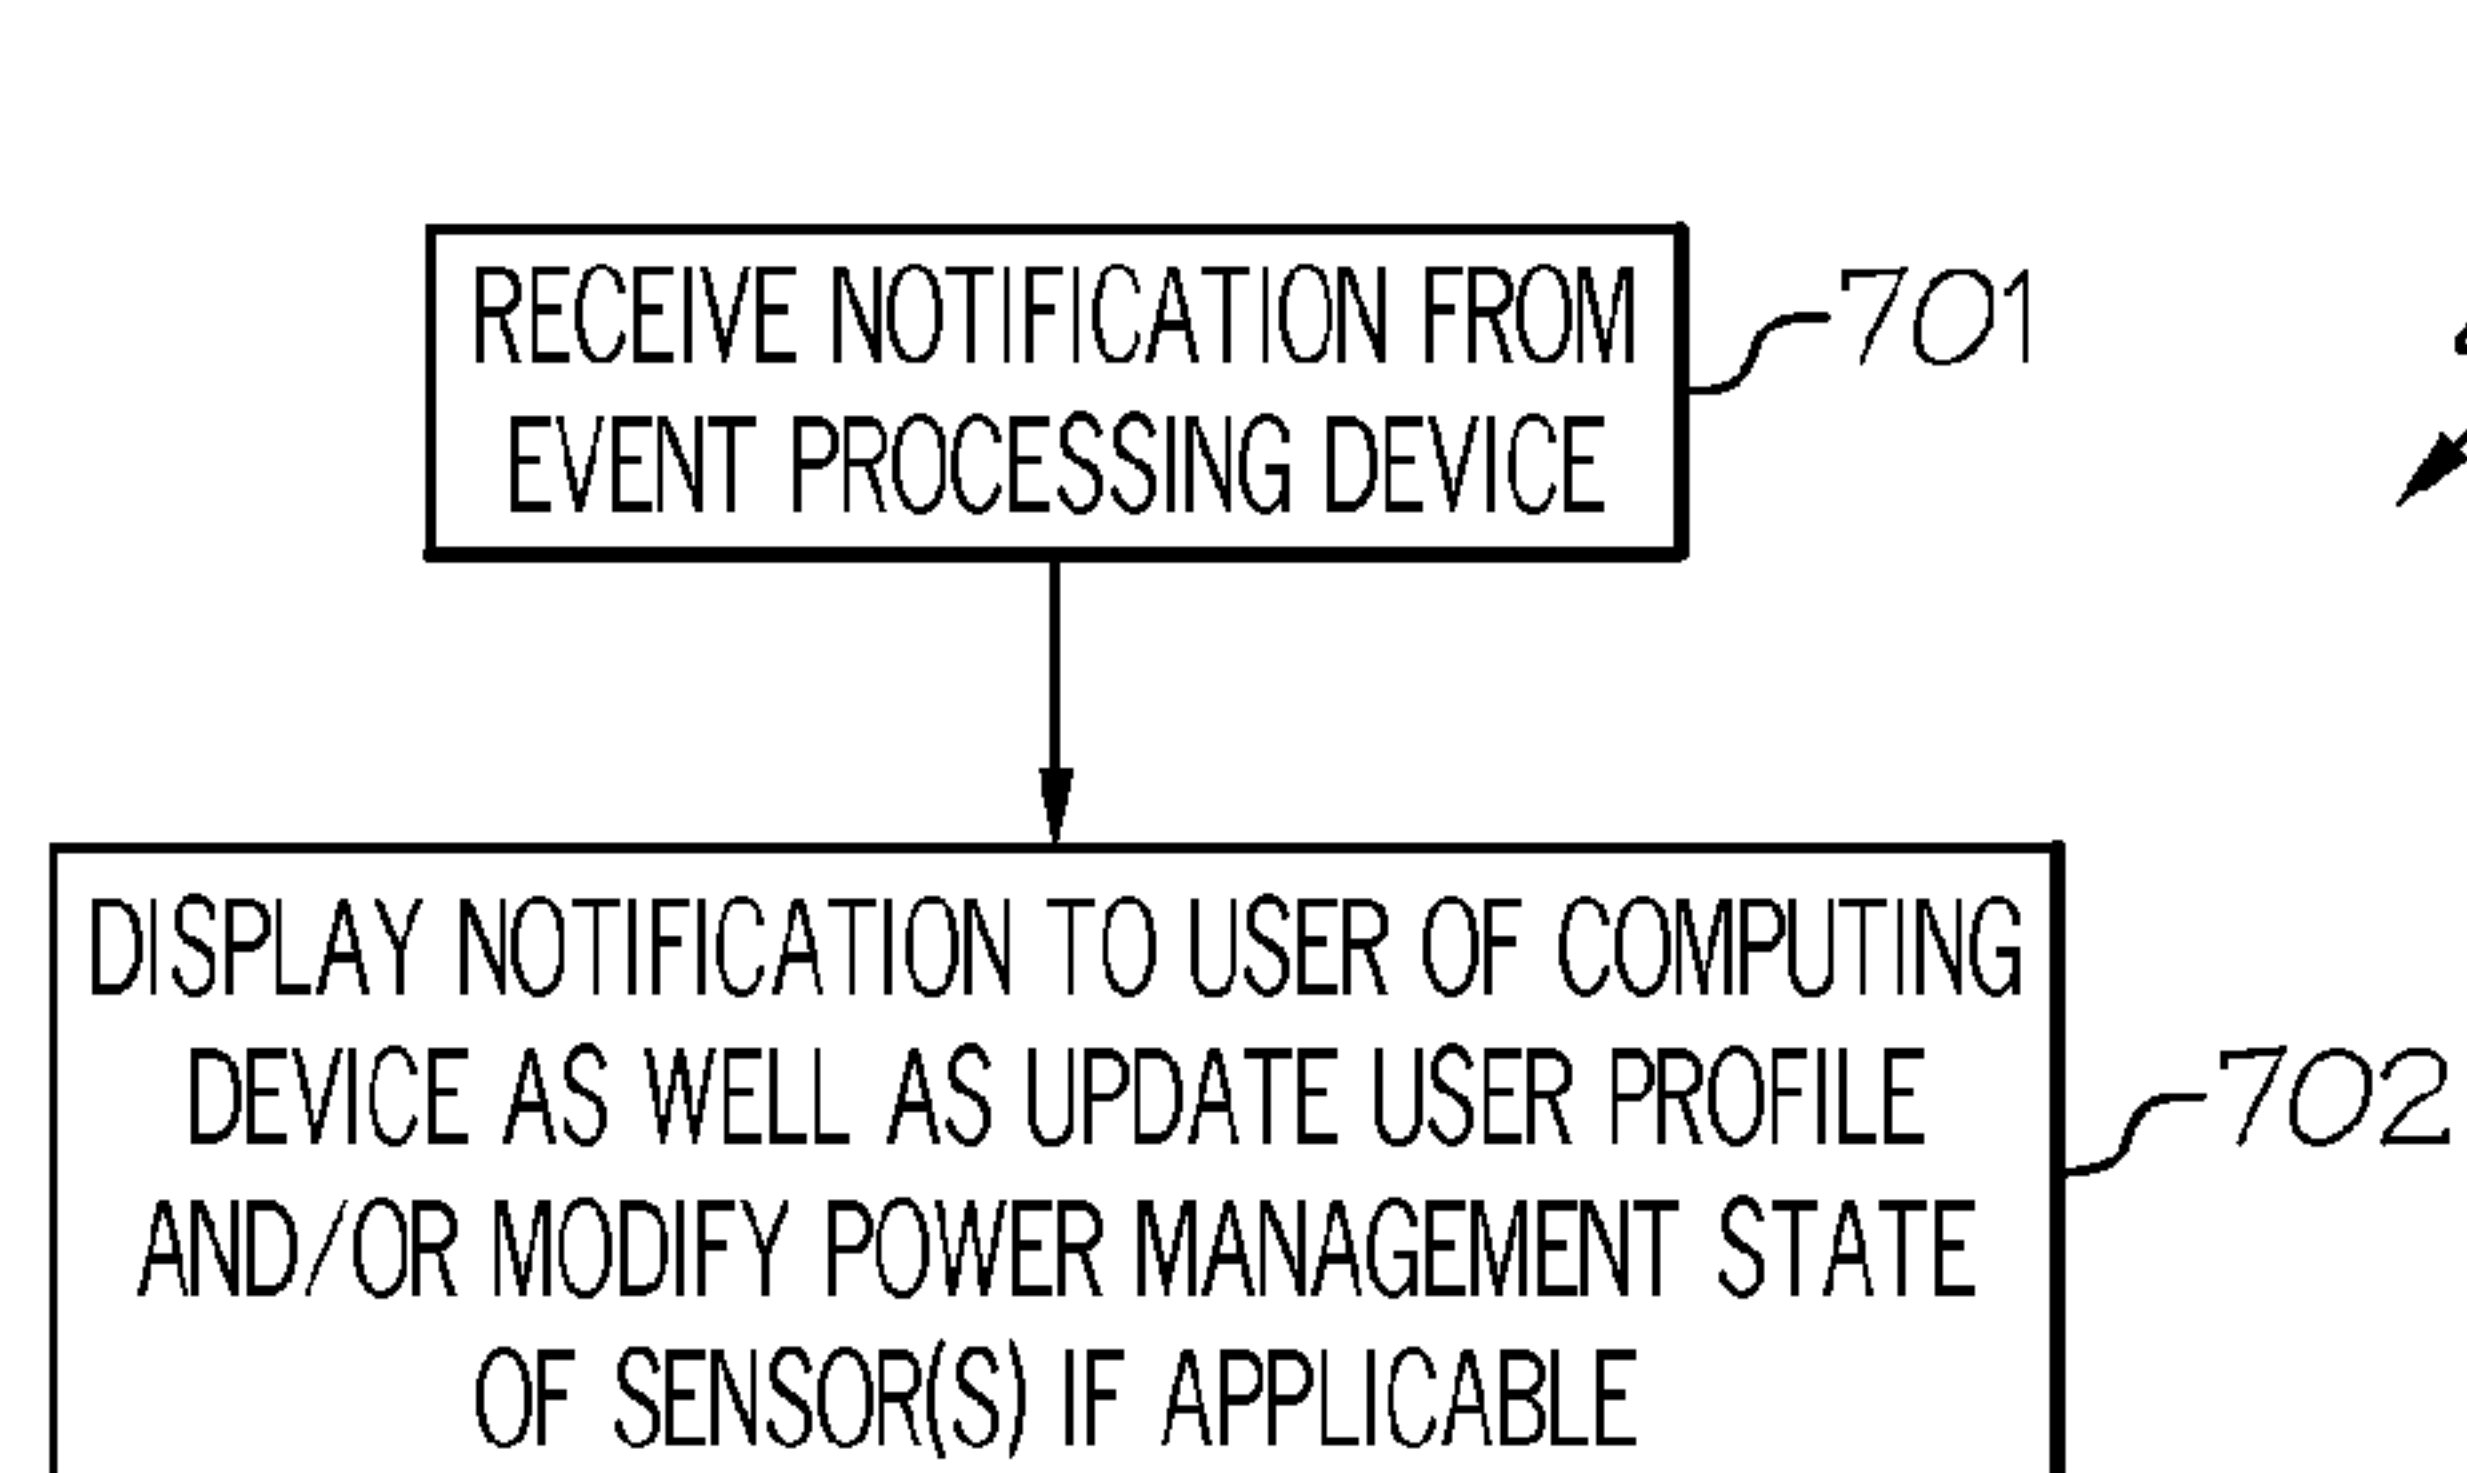 RECEIVE NOTIFICATION FROM
EVENT PROCESSING DEVICE
701
DISPLAY NOTIFICATION TO USER OF COMPUTING
DEVICE AS WELL AS UPDATE USER PROFILE
AND/OR MODIFY POWER MANAGEMENT STATE
OF SENSOR(S) IF APPLICABLE
702